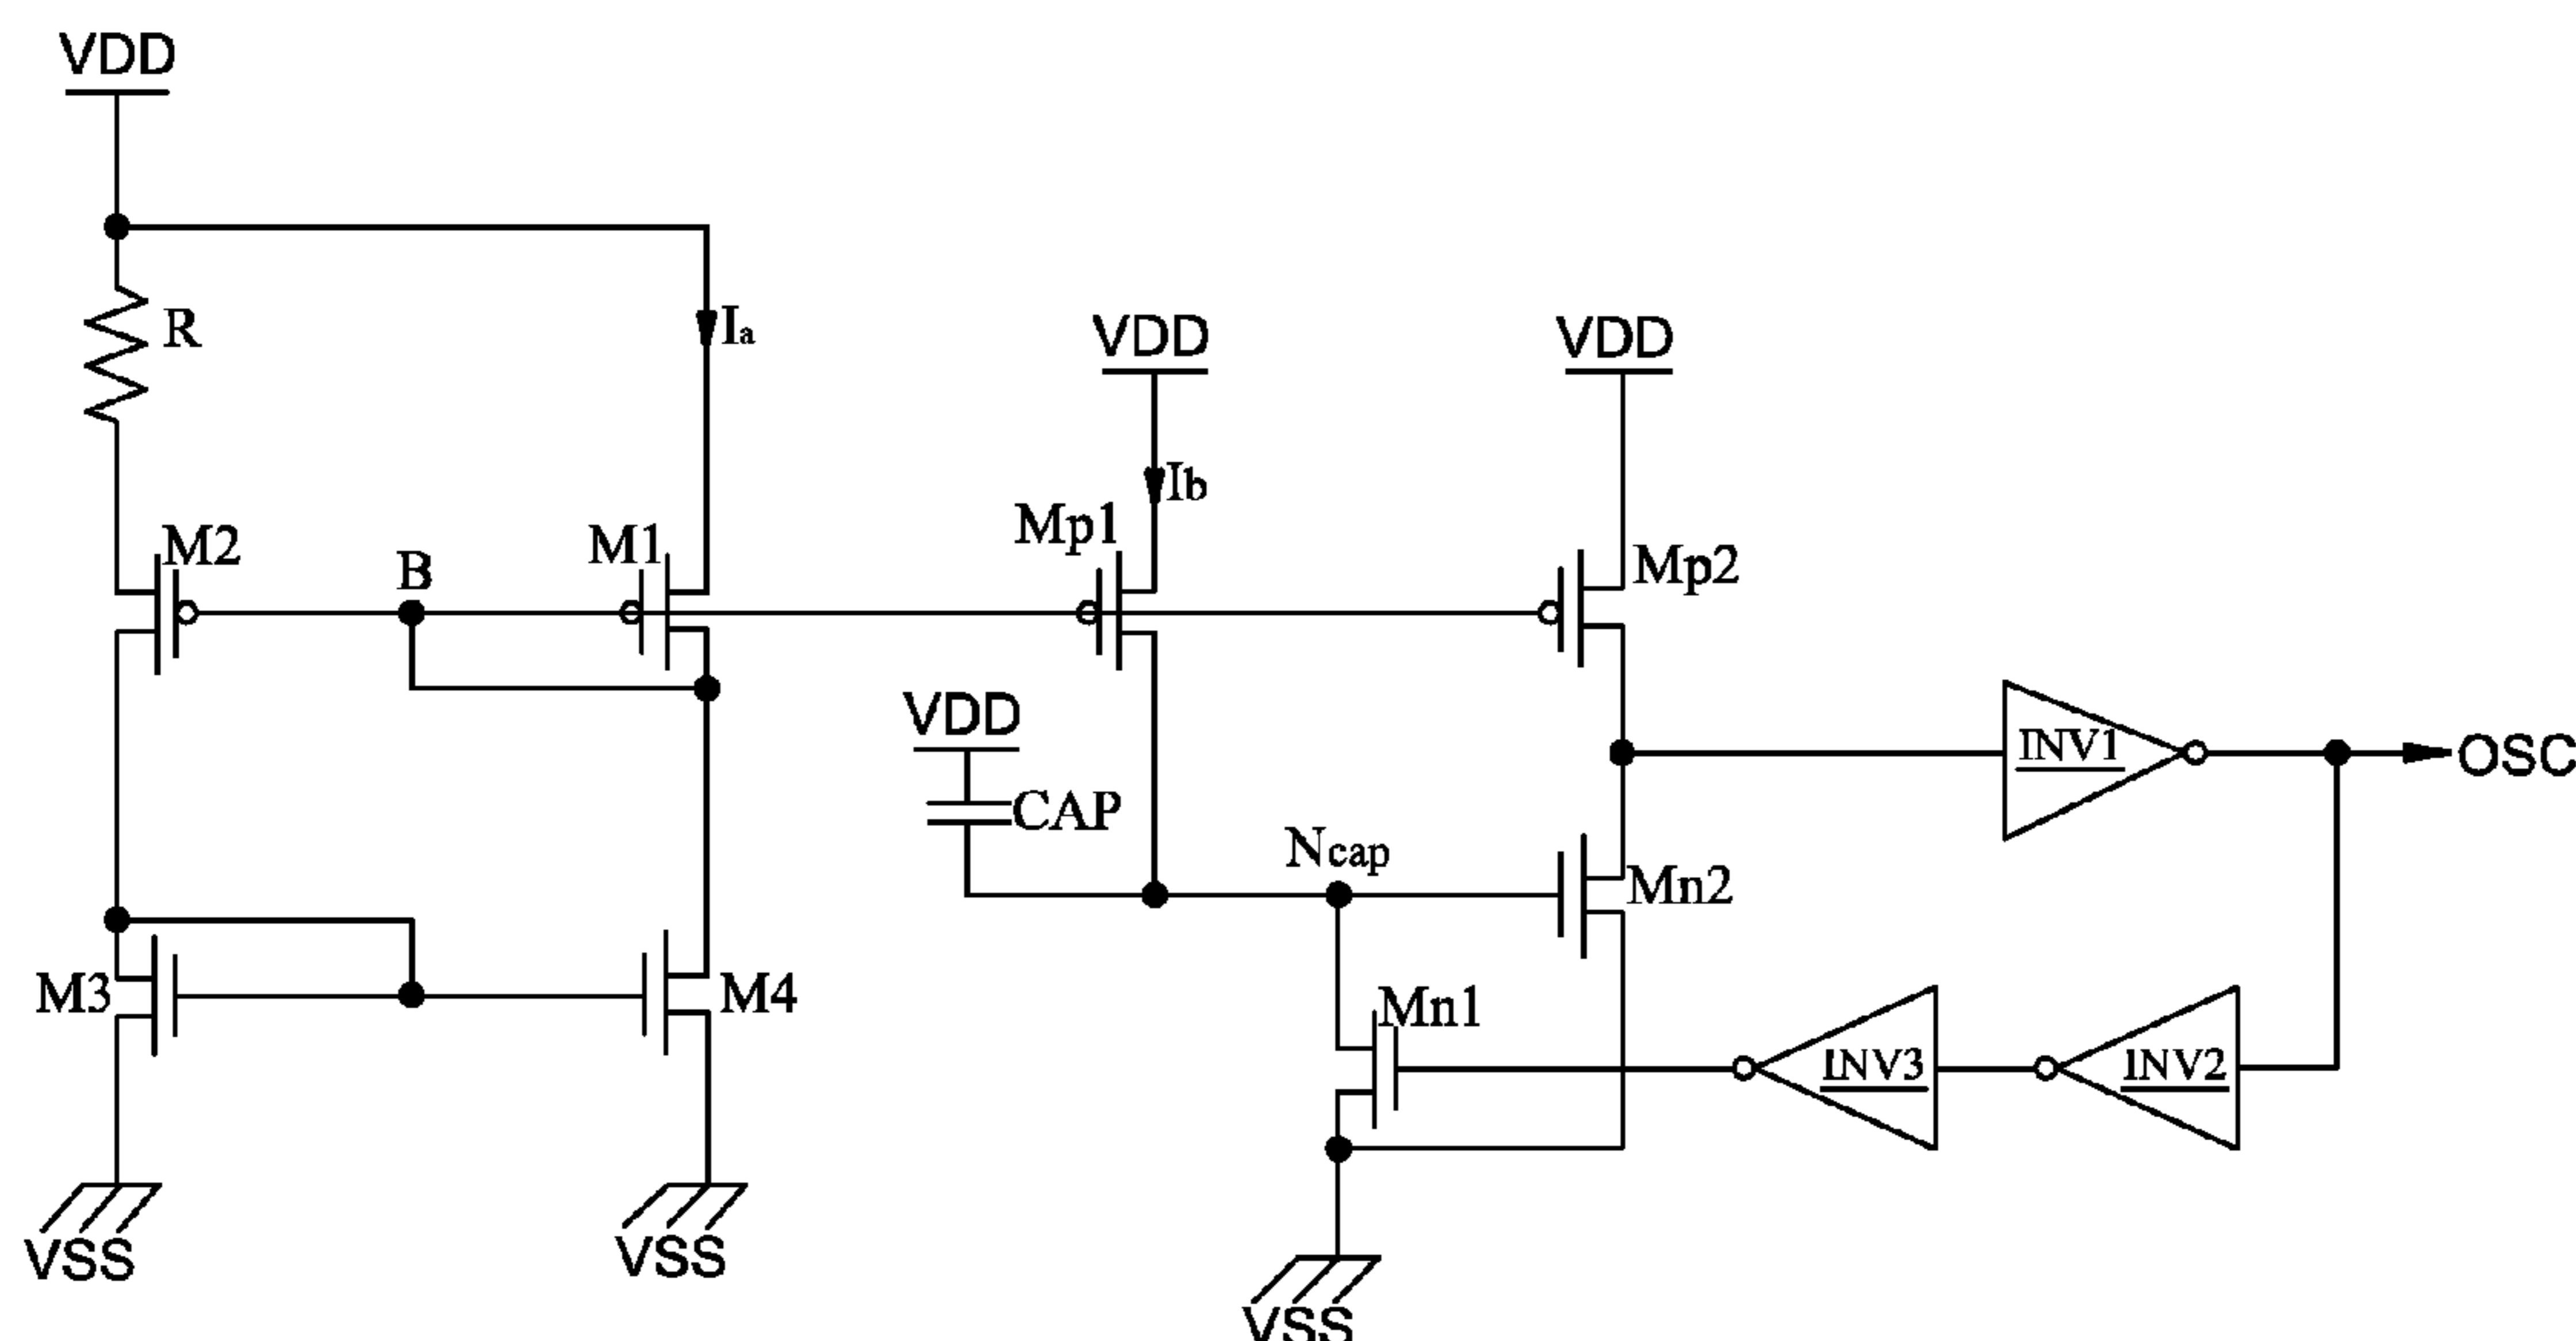 VDD
R
Ia
VDD
VDD
Ib
M2
B
M1
Mp1
Mp2
VDD
CAP
INV1
OSC
Ncap
Mn2
M3
M4
Mn1
INV3
INV2
VSS
VSS
VSS